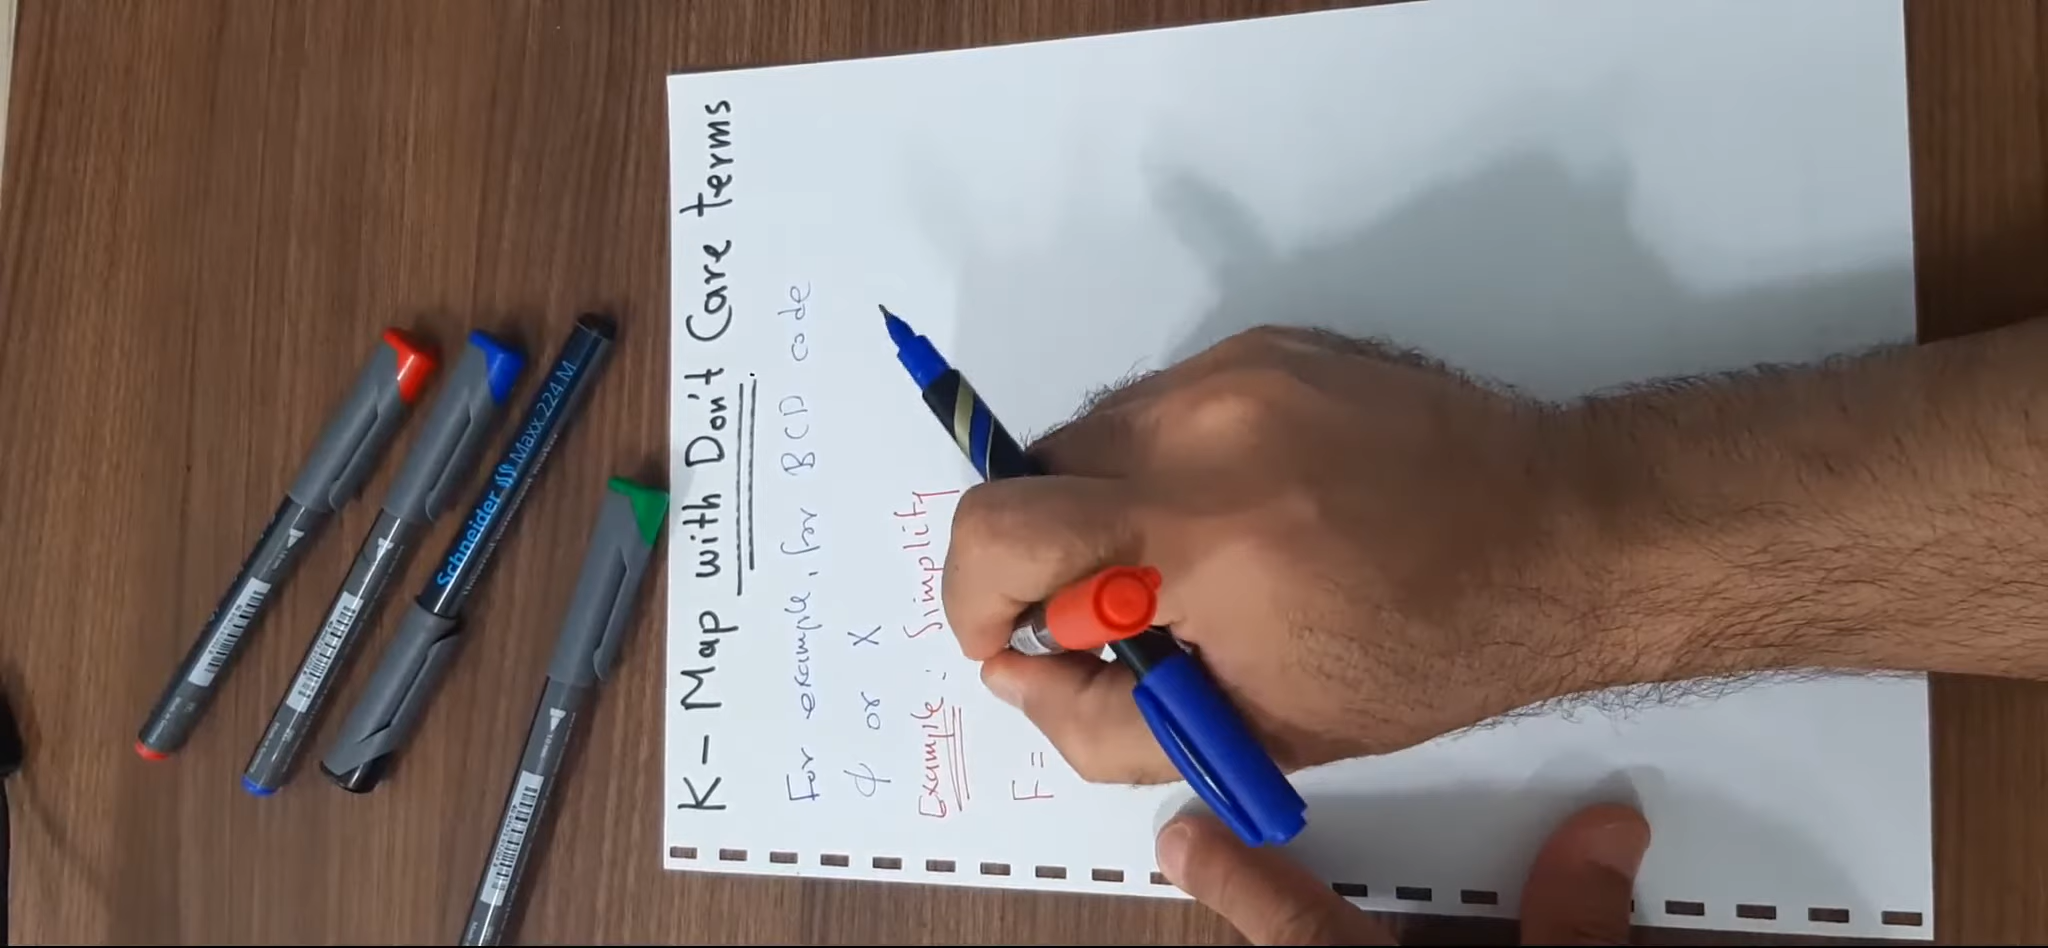 K - Map with Don't Care terms
For example, for BCD code
ϕ or X
Example: Simplify
F =
Schneider Maxx 224 M